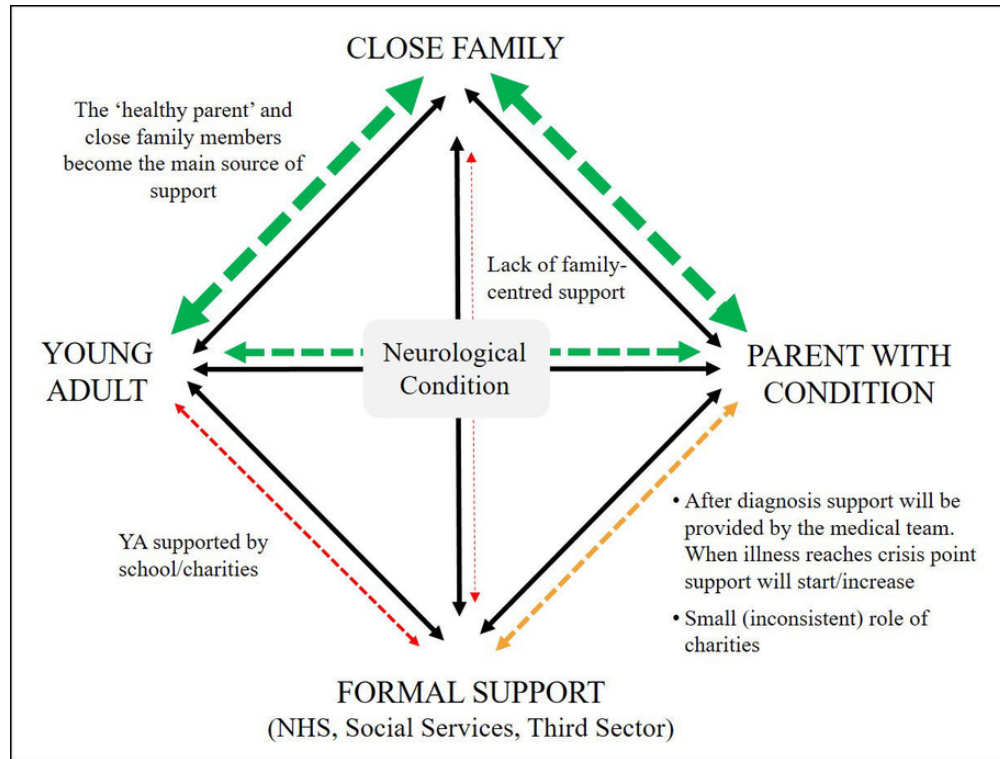 CLOSE FAMILY
The ‘healthy parent’ and
close family members
become the main source of
support
Lack of family-
centred support
YOUNG
ADULT
Neurological
Condition
PARENT WITH
CONDITION
YA supported by
school/charities
• After diagnosis support will be
provided by the medical team.
When illness reaches crisis point
support will start/increase
• Small (inconsistent) role of
charities
FORMAL SUPPORT
(NHS, Social Services, Third Sector)